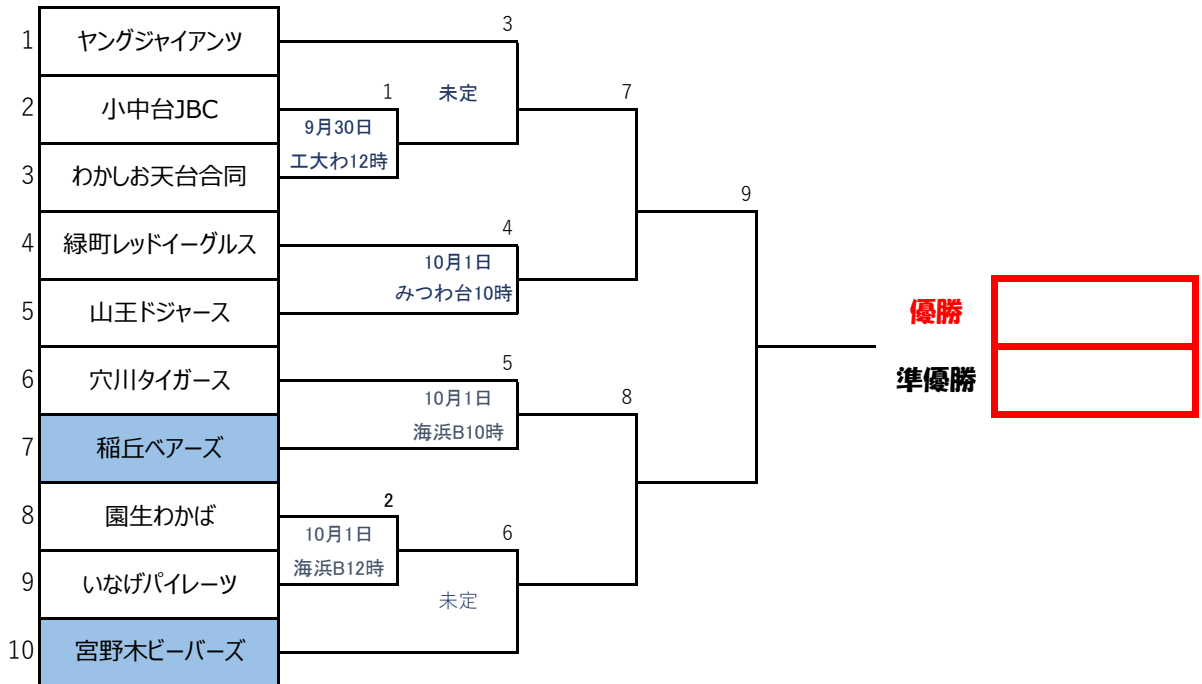 3
1 ヤングジャイアンツ
1 未定 7
2 小中台JBC
9月30日
工大わ12時
3 わかしお天台合同
9
4 緑町レッドイーグルス
4
10月1日
みつわ台10時
5 山王ドジャース
優勝
準優勝
6 穴川タイガース
5
10月1日
8
海浜B10時
7 稲丘ベアーズ
2
8 園生わかば
10月1日
6
海浜B12時
9 いなげパイレーツ
未定
10 宮野木ビーバーズ